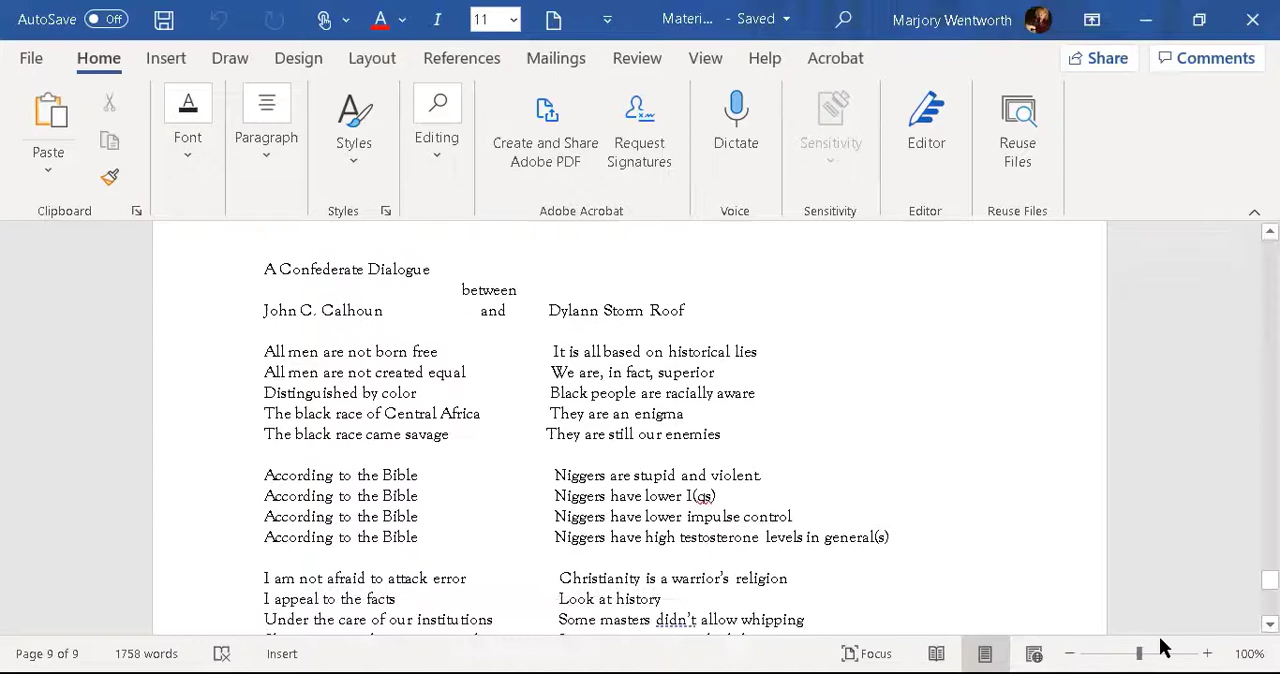 AutoSave Off A I 11 Materi... - Saved Marjory Wentworth
File Home Insert Draw Design Layout References Mailings Review View Help Acrobat Share Comments
Paste
A
Font
Paragraph
Styles
Editing
Create and Share
Adobe PDF
Request
Signatures
Dictate
Sensitivity
Editor
Reuse
Files
Clipboard Styles Adobe Acrobat Voice Sensitivity Editor Reuse Files
A Confederate Dialogue
between
John C. Calhoun and Dylann Storm Roof
All men are not born free It is all based on historical lies
All men are not created equal We are, in fact, superior
Distinguished by color Black people are racially aware
The black race of Central Africa They are an enigma
The black race came savage They are still our enemies
According to the Bible Niggers are stupid and violent.
According to the Bible Niggers have lower I(qs)
According to the Bible Niggers have lower impulse control
According to the Bible Niggers have high testosterone levels in general(s)
I am not afraid to attack error Christianity is a warrior's religion
I appeal to the facts Look at history
Under the care of our institutions Some masters didn't allow whipping
Page 9 of 9 1758 words Insert Focus 100%